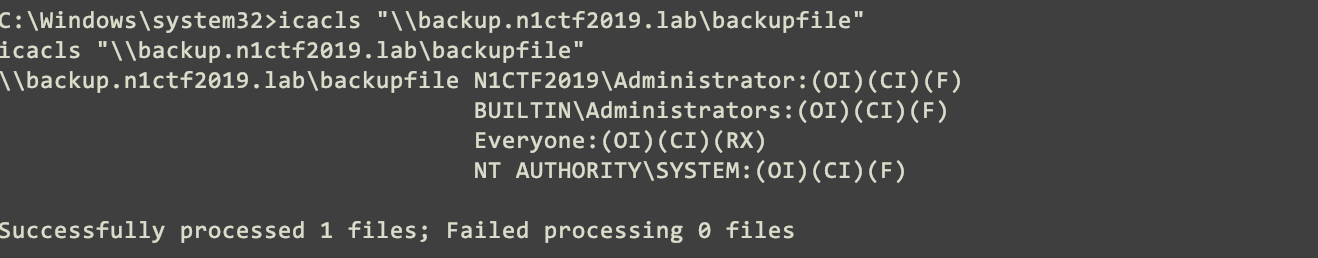 C:\Windows\system32>icacls "\\backup.n1ctf2019.lab\backupfile"
icacls "\\backup.n1ctf2019.lab\backupfile"
\\backup.n1ctf2019.lab\backupfile N1CTF2019\Administrator:(OI)(CI)(F)
BUILTIN\Administrators:(OI)(CI)(F)
Everyone:(OI)(CI)(RX)
NT AUTHORITY\SYSTEM:(OI)(CI)(F)
Successfully processed 1 files; Failed processing 0 files